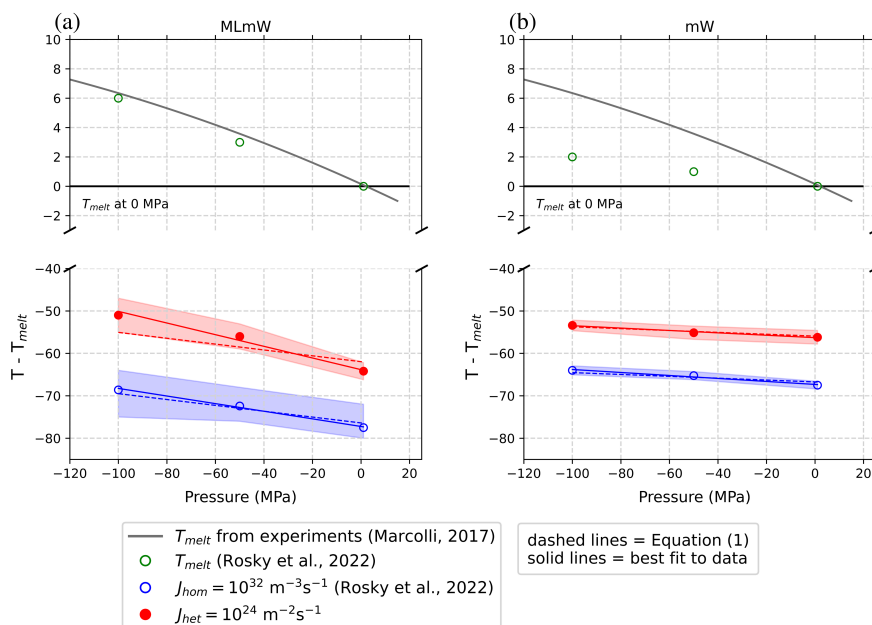 (a)
MLmW
10
8
6
4
2
0
−2
T_melt at 0 MPa
−40
−50
−60
−70
−80
T - T_melt
−120 −100 −80 −60 −40 −20 0 20
Pressure (MPa)
(b)
mW
10
8
6
4
2
0
−2
T_melt at 0 MPa
−40
−50
−60
−70
−80
T - T_melt
−120 −100 −80 −60 −40 −20 0 20
Pressure (MPa)
T_melt from experiments (Marcolli, 2017)
T_melt (Rosky et al., 2022)
J_hom = 10^32 m^−3s^−1 (Rosky et al., 2022)
J_het = 10^24 m^−2s^−1
dashed lines = Equation (1)
solid lines = best fit to data